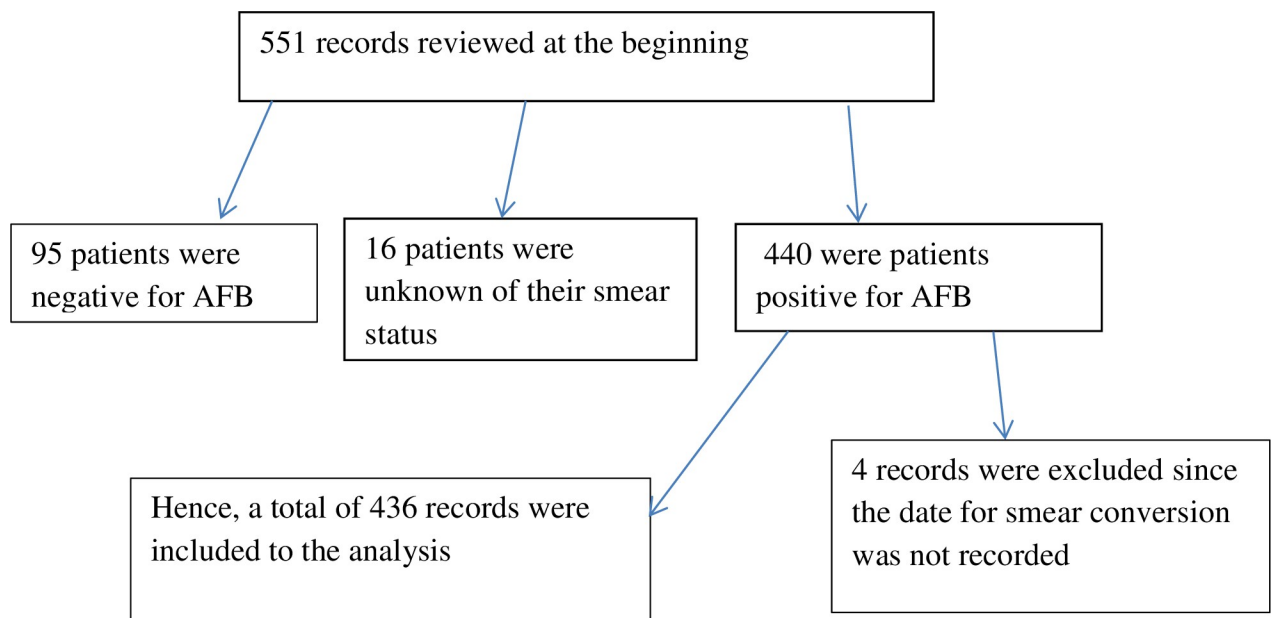 551 records reviewed at the beginning
95 patients were
negative for AFB
16 patients were
unknown of their smear
status
440 were patients
positive for AFB
Hence, a total of 436 records were
included to the analysis
4 records were excluded since
the date for smear conversion
was not recorded